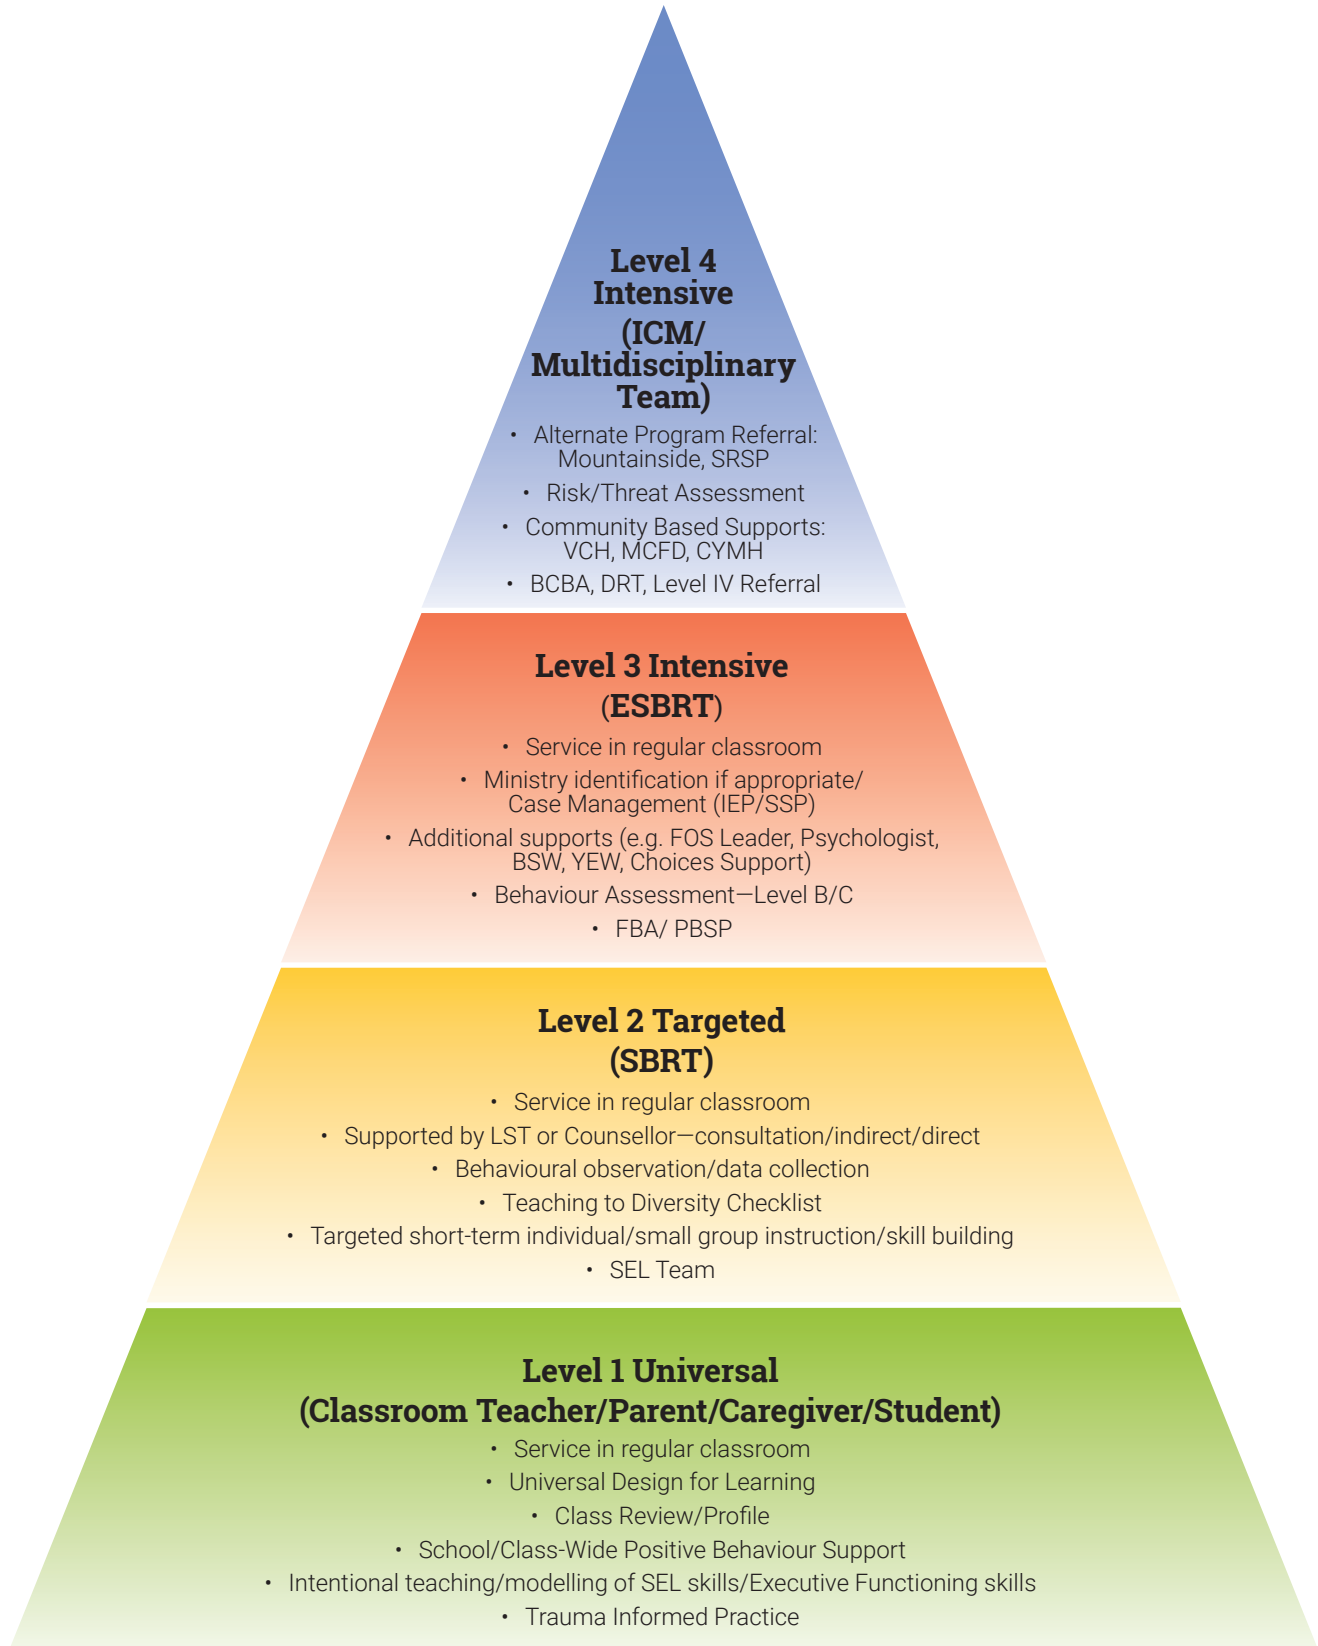 Level 4
Intensive
(ICM/
Multidisciplinary
Team)
• Alternate Program Referral:
Mountainside, SRSP
• Risk/Threat Assessment
• Community Based Supports:
VCH, MCFD, CYMH
• BCBA, DRT, Level IV Referral
Level 3 Intensive
(ESBRT)
• Service in regular classroom
• Ministry identification if appropriate/
Case Management (IEP/SSP)
• Additional supports (e.g. FOS Leader, Psychologist,
BSW, YEW, Choices Support)
• Behaviour Assessment—Level B/C
• FBA/ PBSP
Level 2 Targeted
(SBRT)
• Service in regular classroom
• Supported by LST or Counsellor—consultation/indirect/direct
• Behavioural observation/data collection
• Teaching to Diversity Checklist
• Targeted short-term individual/small group instruction/skill building
• SEL Team
Level 1 Universal
(Classroom Teacher/Parent/Caregiver/Student)
• Service in regular classroom
• Universal Design for Learning
• Class Review/Profile
• School/Class-Wide Positive Behaviour Support
• Intentional teaching/modelling of SEL skills/Executive Functioning skills
• Trauma Informed Practice